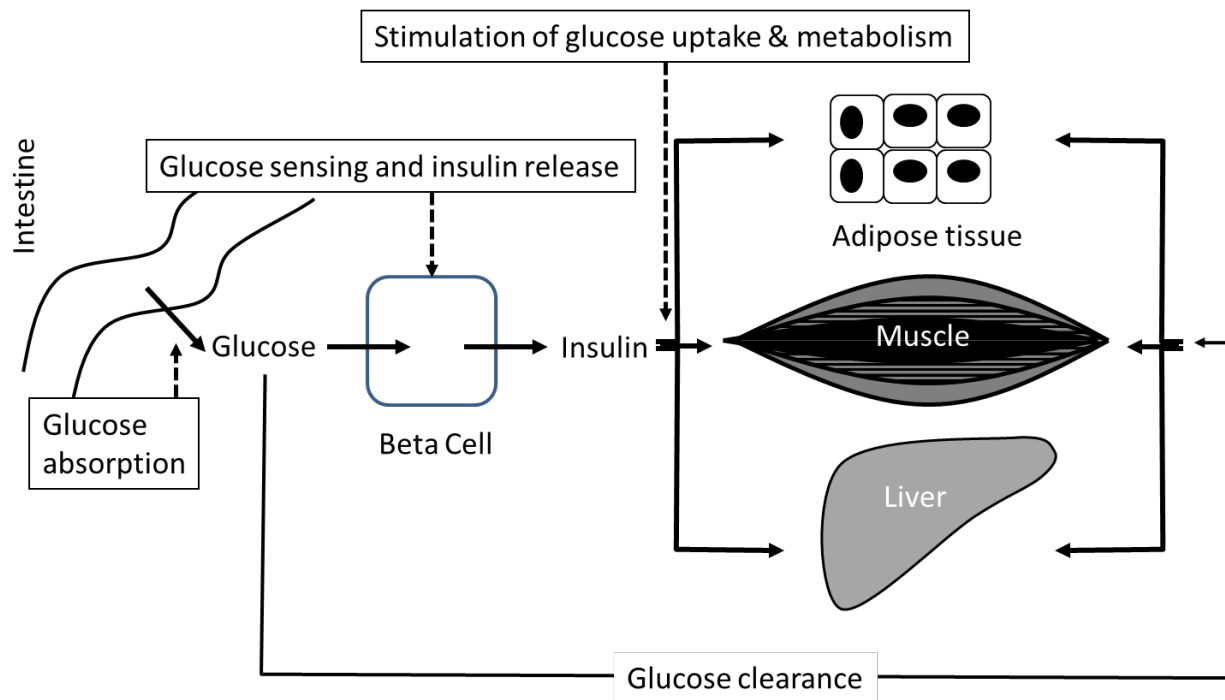 Stimulation of glucose uptake & metabolism
Intestine
Glucose sensing and insulin release
Adipose tissue
Glucose
Insulin
Muscle
Glucose
absorption
Beta Cell
Liver
Glucose clearance